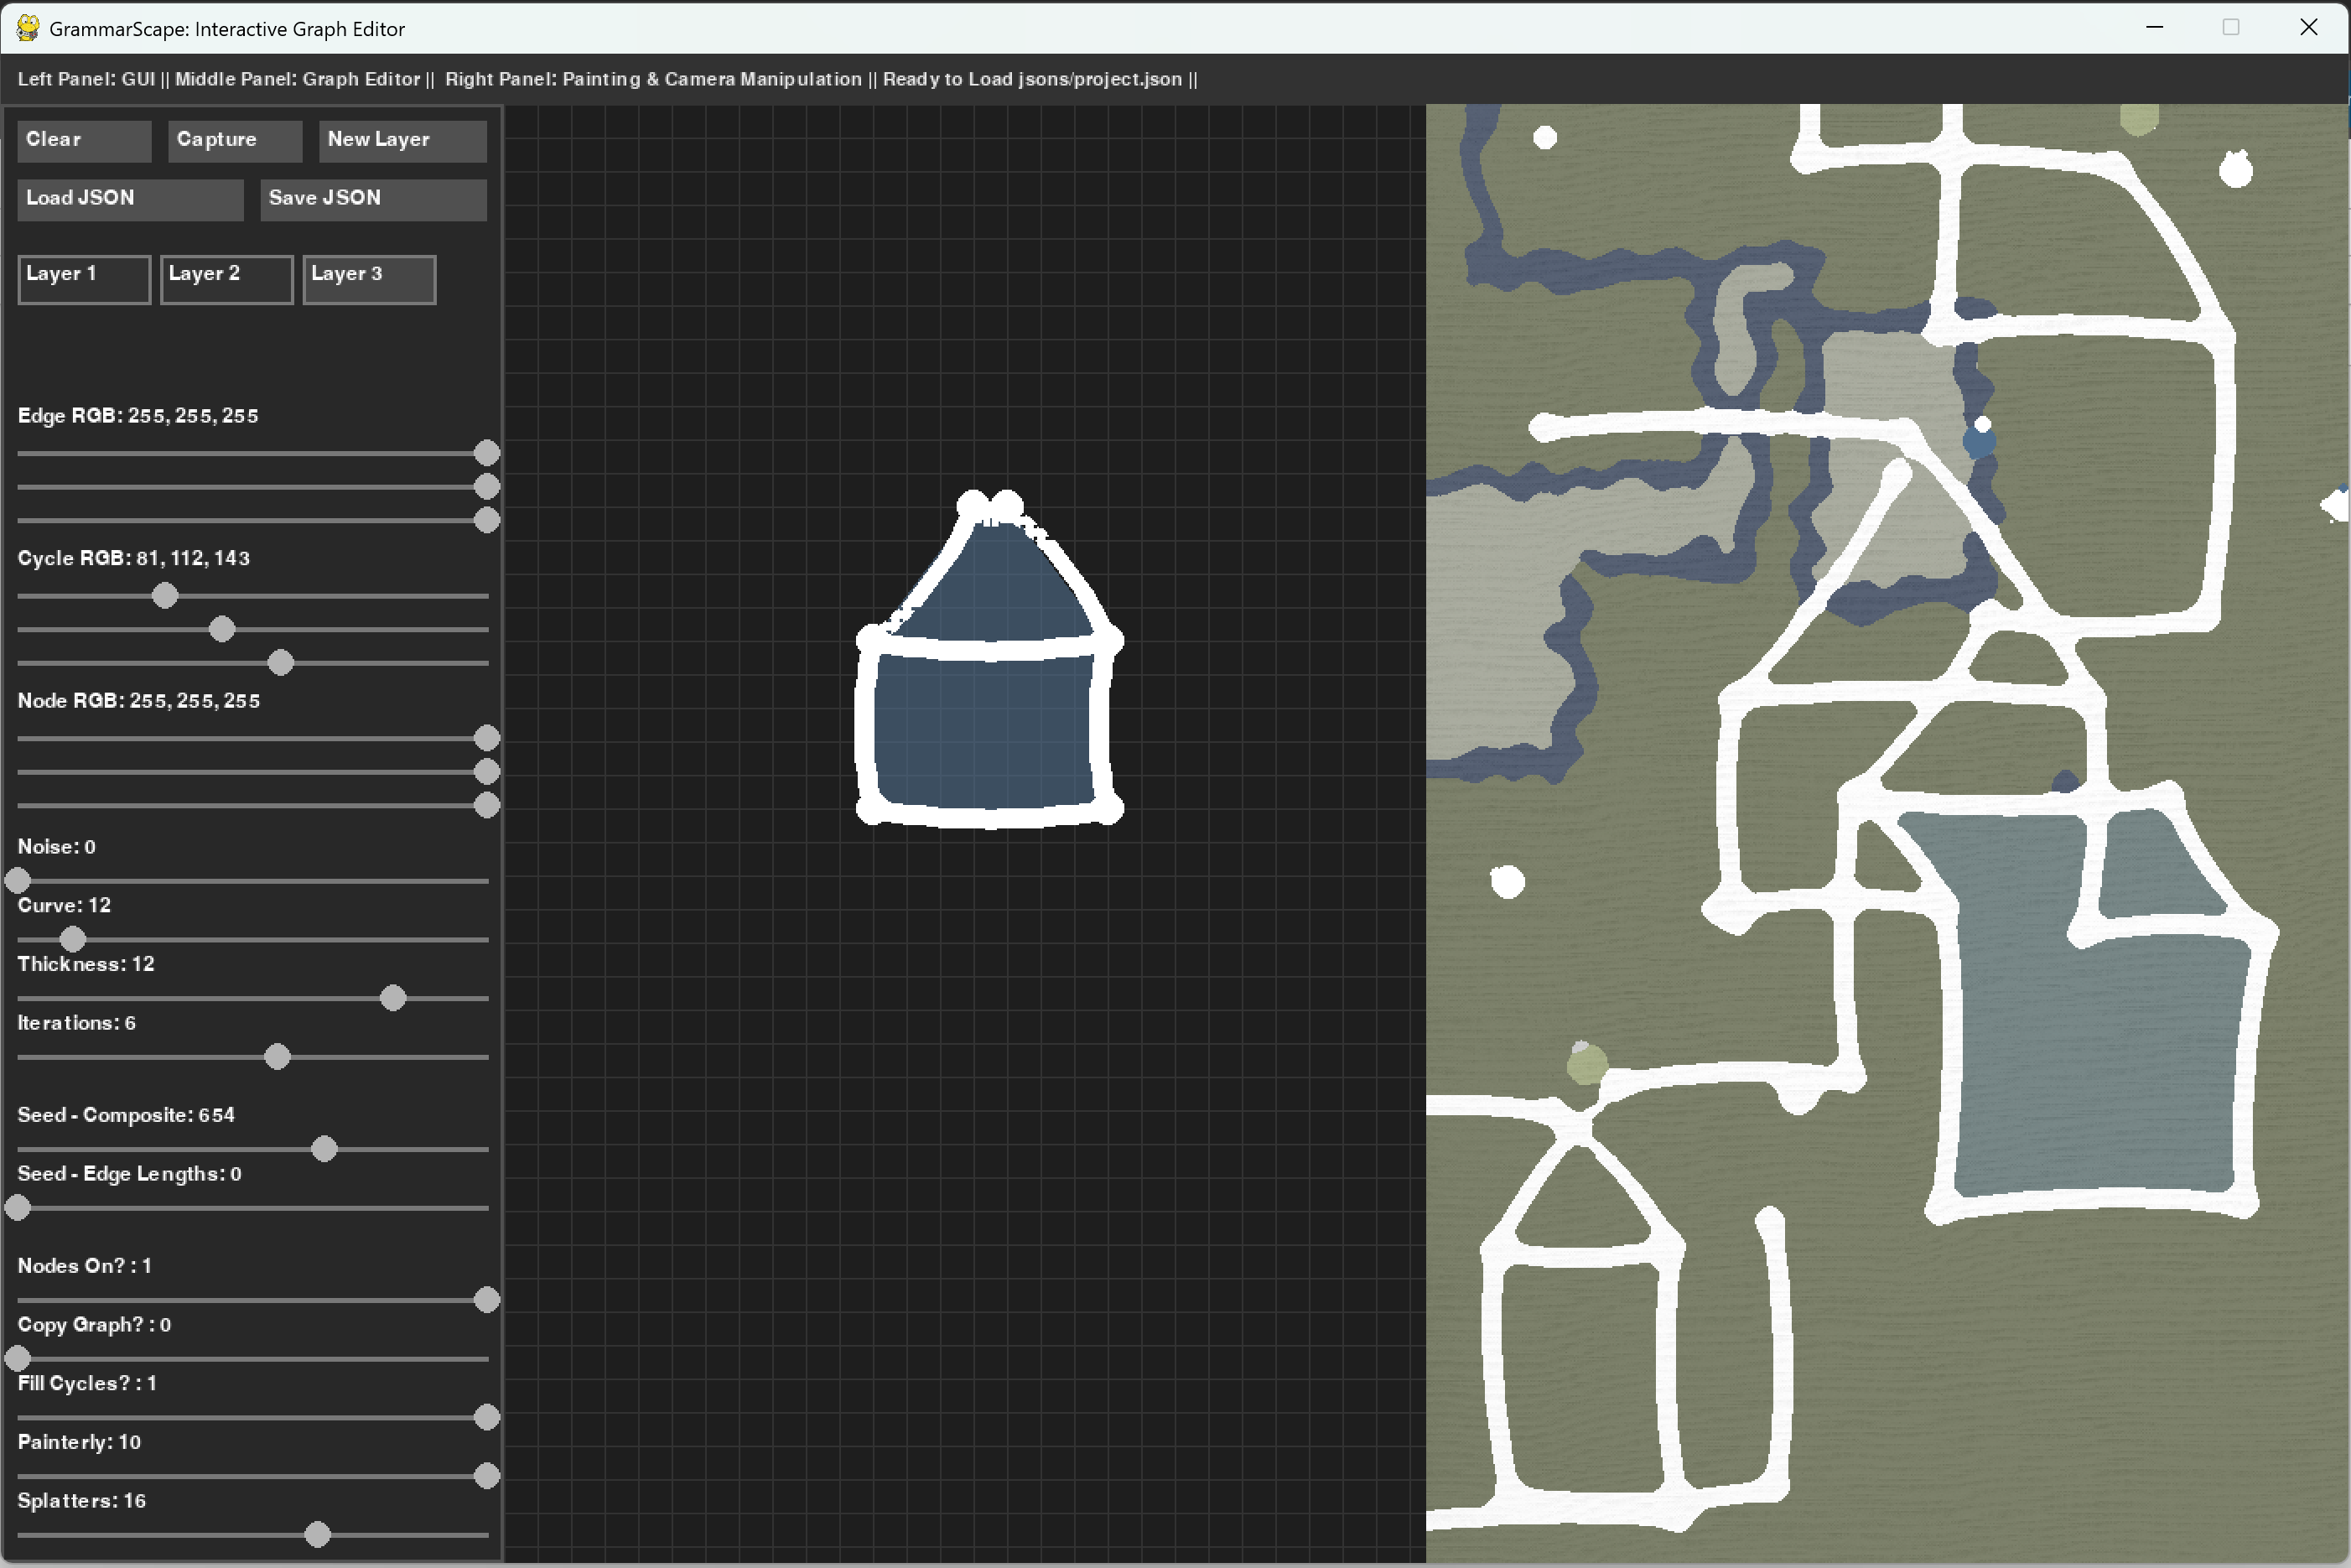 GrammarScape: Interactive Graph Editor
Left Panel: GUI || Middle Panel: Graph Editor || Right Panel: Painting & Camera Manipulation || Ready to Load jsons/project.json ||
Clear Capture New Layer
Load JSON Save JSON
Layer 1 Layer 2 Layer 3
Edge RGB: 255, 255, 255
Cycle RGB: 81, 112, 143
Node RGB: 255, 255, 255
Noise: 0
Curve: 12
Thickness: 12
Iterations: 6
Seed - Composite: 654
Seed - Edge Lengths: 0
Nodes On? : 1
Copy Graph? : 0
Fill Cycles? : 1
Painterly: 10
Splatters: 16